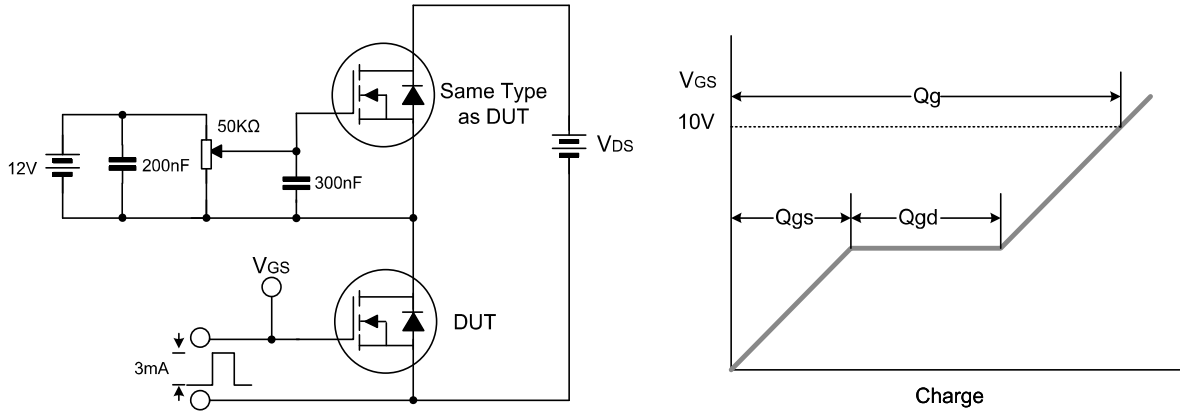 12V
200nF
50KΩ
300nF
Same Type
as DUT
VDS
VGS
DUT
3mA
VGS
10V
Qg
Qgs
Qgd
Charge